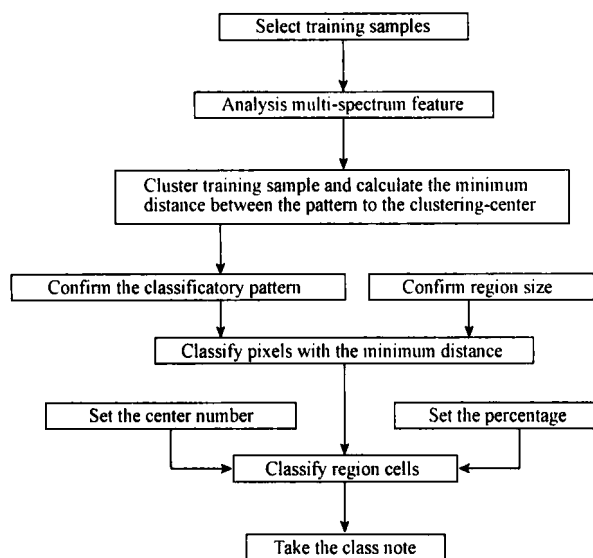 Select training samples
Analysis multi-spectrum feature
Cluster training sample and calculate the minimum
distance between the pattern to the clustering-center
Confirm the classificatory pattern
Confirm region size
Classify pixels with the minimum distance
Set the center number
Set the percentage
Classify region cells
Take the class note